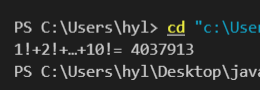 PS C:\Users\hyl> cd "c:\User
1!+2!+…+10!= 4037913
PS C:\Users\hyl\Desktop\java